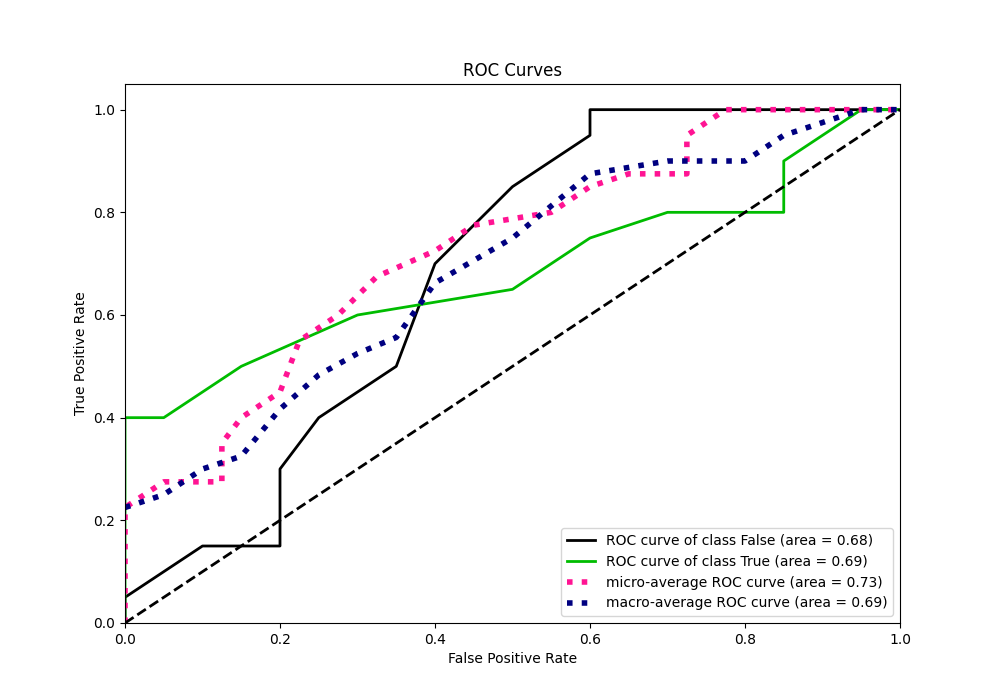 ROC Curves
True Positive Rate
1.0
0.8
0.6
0.4
0.2
0.0
0.0 0.2 0.4 0.6 0.8 1.0
False Positive Rate
ROC curve of class False (area = 0.68)
ROC curve of class True (area = 0.69)
micro-average ROC curve (area = 0.73)
macro-average ROC curve (area = 0.69)